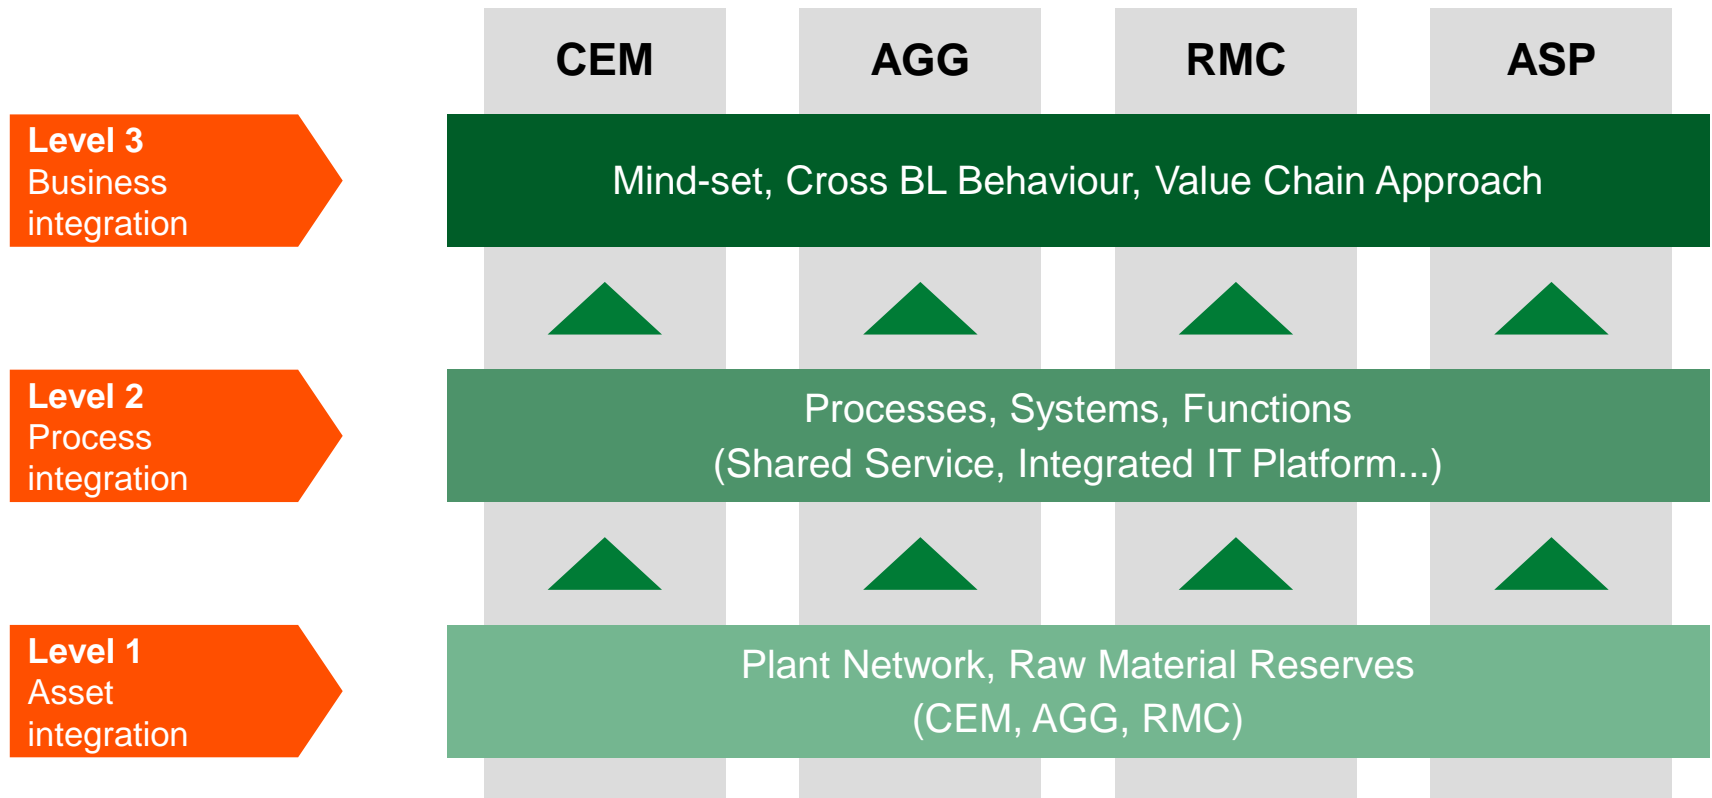 CEM
AGG
RMC
ASP
Level 3
Business
integration
Mind-set, Cross BL Behaviour, Value Chain Approach
Level 2
Process
integration
Processes, Systems, Functions
(Shared Service, Integrated IT Platform...)
Level 1
Asset
integration
Plant Network, Raw Material Reserves
(CEM, AGG, RMC)